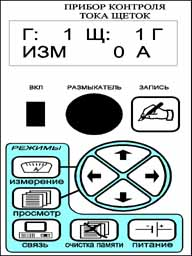 ПРИБОР КОНТРОЛЯ
ТОКА ЩЕТОК
Г: 1 Щ: 1 Г
ИЗМ 0 А
ВКЛ РАЗМЫКАТЕЛЬ ЗАПИСЬ
РЕЖИМЫ
измерение
просмотр
связь очистка памяти питание